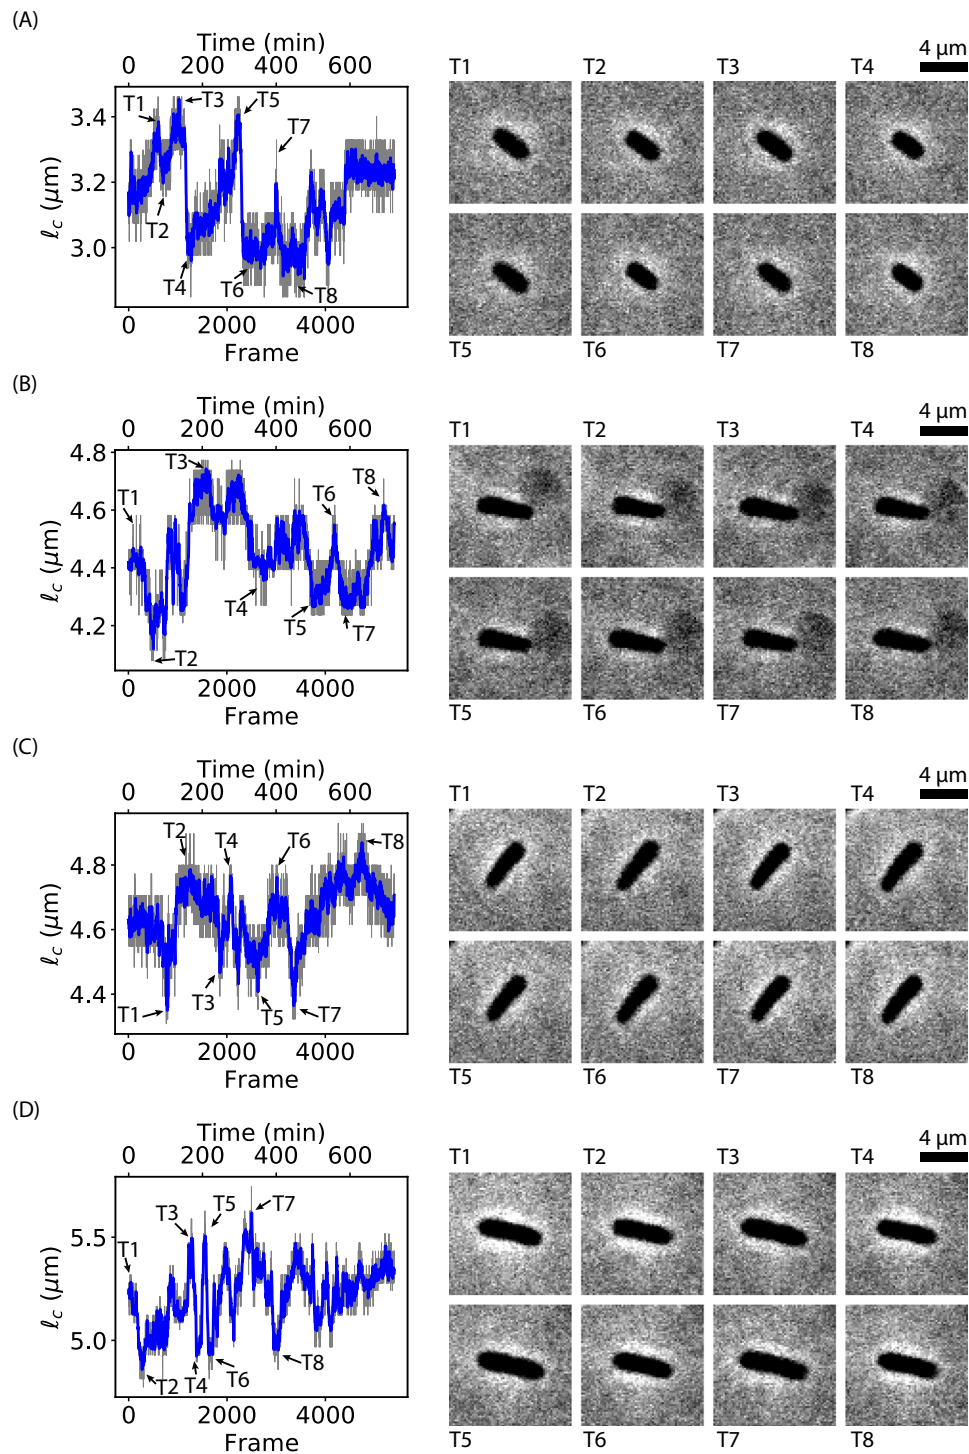 (A)
Time (min)
0 200 400 600
3.4
3.2
3.0
ℓc (μm)
T1
T2
T3
T4
T5
T6
T7
T8
0 2000 4000
Frame
4 μm
T1 T2 T3 T4
T5 T6 T7 T8
(B)
Time (min)
0 200 400 600
4.8
4.6
4.4
4.2
ℓc (μm)
T1
T2
T3
T4
T5
T6
T7
T8
0 2000 4000
Frame
4 μm
T1 T2 T3 T4
T5 T6 T7 T8
(C)
Time (min)
0 200 400 600
4.8
4.6
4.4
ℓc (μm)
T1
T2
T3
T4
T5
T6
T7
T8
0 2000 4000
Frame
4 μm
T1 T2 T3 T4
T5 T6 T7 T8
(D)
Time (min)
0 200 400 600
5.5
5.0
ℓc (μm)
T1
T2
T3
T4
T5
T6
T7
T8
0 2000 4000
Frame
4 μm
T1 T2 T3 T4
T5 T6 T7 T8